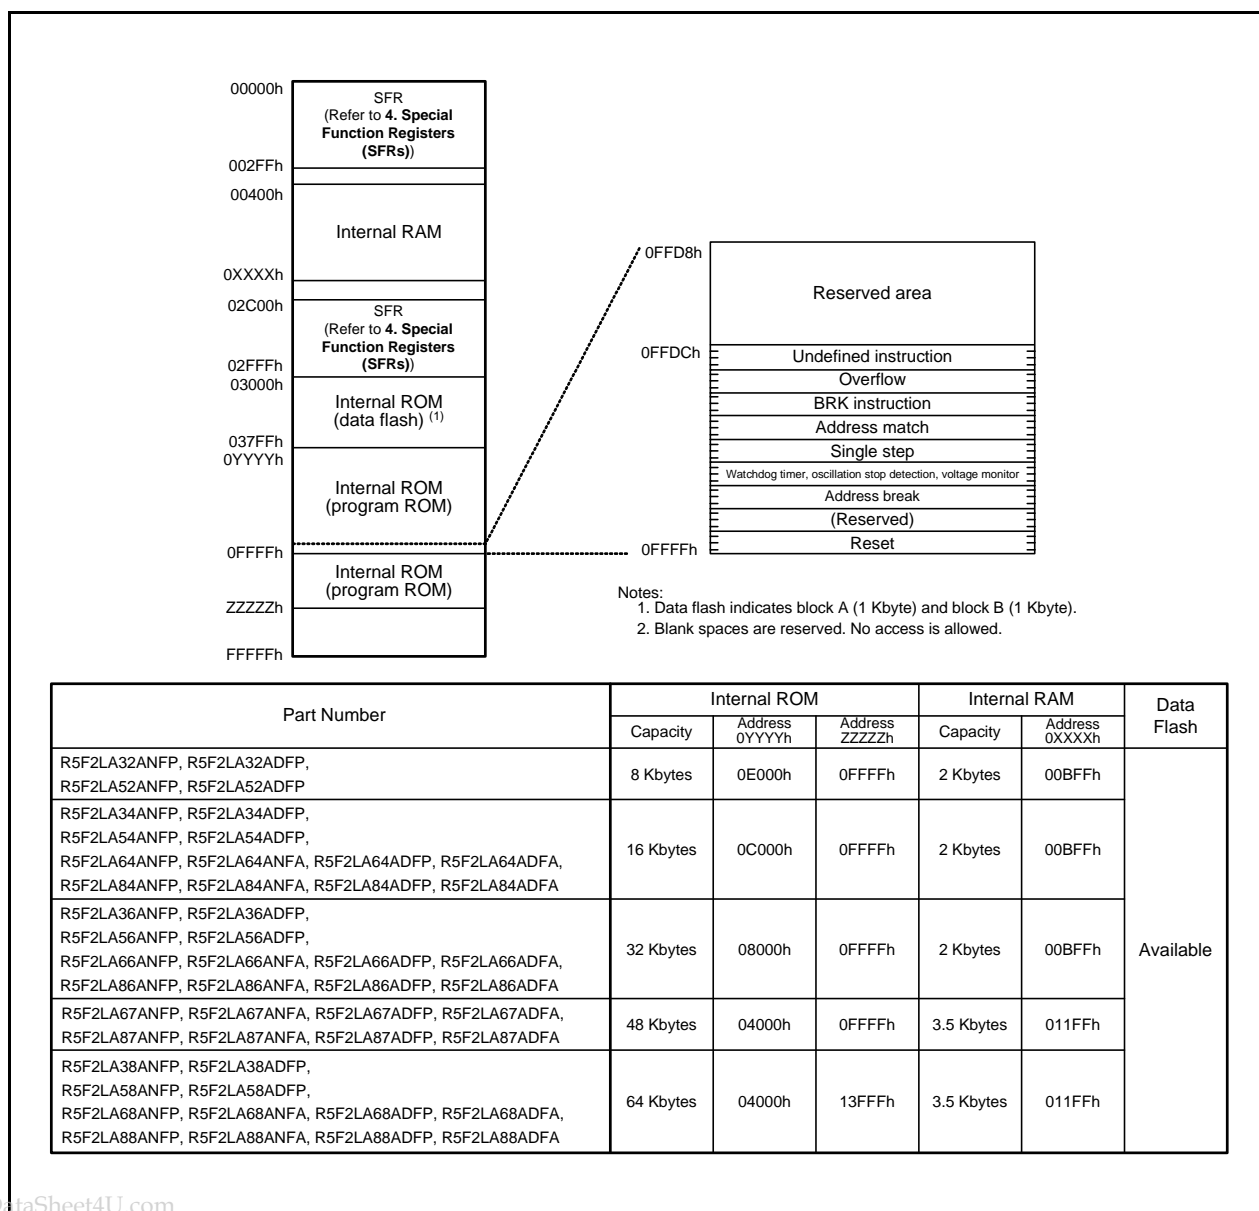 00000h
SFR
(Refer to 4. Special
Function Registers
(SFRs))
002FFh
00400h
Internal RAM
0XXXXh
02C00h
SFR
(Refer to 4. Special
Function Registers
(SFRs))
02FFFh
03000h
Internal ROM
(data flash) (1)
037FFh
0YYYYh
Internal ROM
(program ROM)
0FFFFh
Internal ROM
(program ROM)
ZZZZZh
FFFFFh
0FFD8h
Reserved area
0FFDCh
Undefined instruction
Overflow
BRK instruction
Address match
Single step
Watchdog timer, oscillation stop detection, voltage monitor
Address break
(Reserved)
Reset
0FFFFh
Notes:
1. Data flash indicates block A (1 Kbyte) and block B (1 Kbyte).
2. Blank spaces are reserved. No access is allowed.
Part Number
Internal ROM
Internal RAM
Data
Flash
Capacity
Address
0YYYYh
Address
ZZZZZh
Capacity
Address
0XXXXh
R5F2LA32ANFP, R5F2LA32ADFP,
R5F2LA52ANFP, R5F2LA52ADFP
8 Kbytes
0E000h
0FFFFh
2 Kbytes
00BFFh
R5F2LA34ANFP, R5F2LA34ADFP,
R5F2LA54ANFP, R5F2LA54ADFP,
R5F2LA64ANFP, R5F2LA64ANFA, R5F2LA64ADFP, R5F2LA64ADFA,
R5F2LA84ANFP, R5F2LA84ANFA, R5F2LA84ADFP, R5F2LA84ADFA
16 Kbytes
0C000h
0FFFFh
2 Kbytes
00BFFh
R5F2LA36ANFP, R5F2LA36ADFP,
R5F2LA56ANFP, R5F2LA56ADFP,
R5F2LA66ANFP, R5F2LA66ANFA, R5F2LA66ADFP, R5F2LA66ADFA,
R5F2LA86ANFP, R5F2LA86ANFA, R5F2LA86ADFP, R5F2LA86ADFA
32 Kbytes
08000h
0FFFFh
2 Kbytes
00BFFh
Available
R5F2LA67ANFP, R5F2LA67ANFA, R5F2LA67ADFP, R5F2LA67ADFA,
R5F2LA87ANFP, R5F2LA87ANFA, R5F2LA87ADFP, R5F2LA87ADFA
48 Kbytes
04000h
0FFFFh
3.5 Kbytes
011FFh
R5F2LA38ANFP, R5F2LA38ADFP,
R5F2LA58ANFP, R5F2LA58ADFP,
R5F2LA68ANFP, R5F2LA68ANFA, R5F2LA68ADFP, R5F2LA68ADFA,
R5F2LA88ANFP, R5F2LA88ANFA, R5F2LA88ADFP, R5F2LA88ADFA
64 Kbytes
04000h
13FFFh
3.5 Kbytes
011FFh
ataSheet4U.com